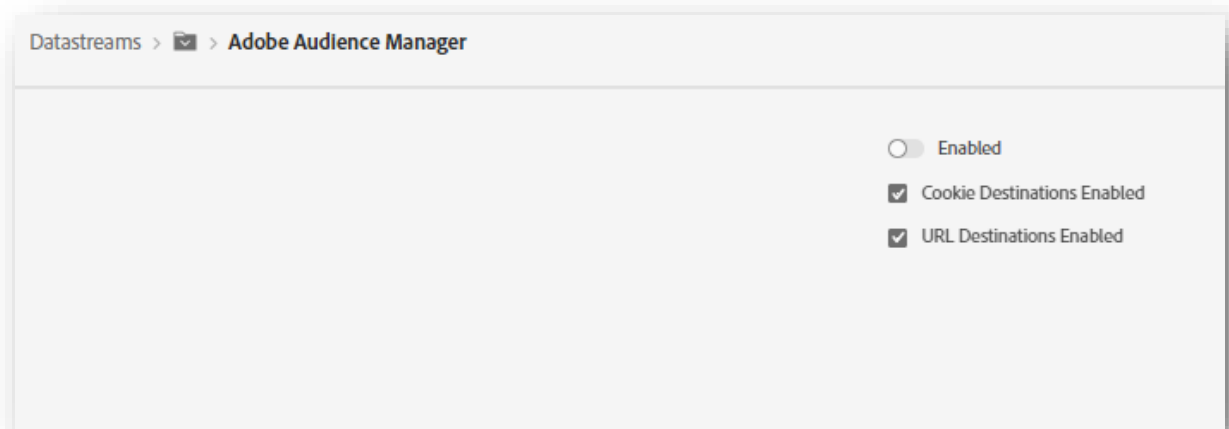 Datastreams > > Adobe Audience Manager
Enabled
Cookie Destinations Enabled
URL Destinations Enabled